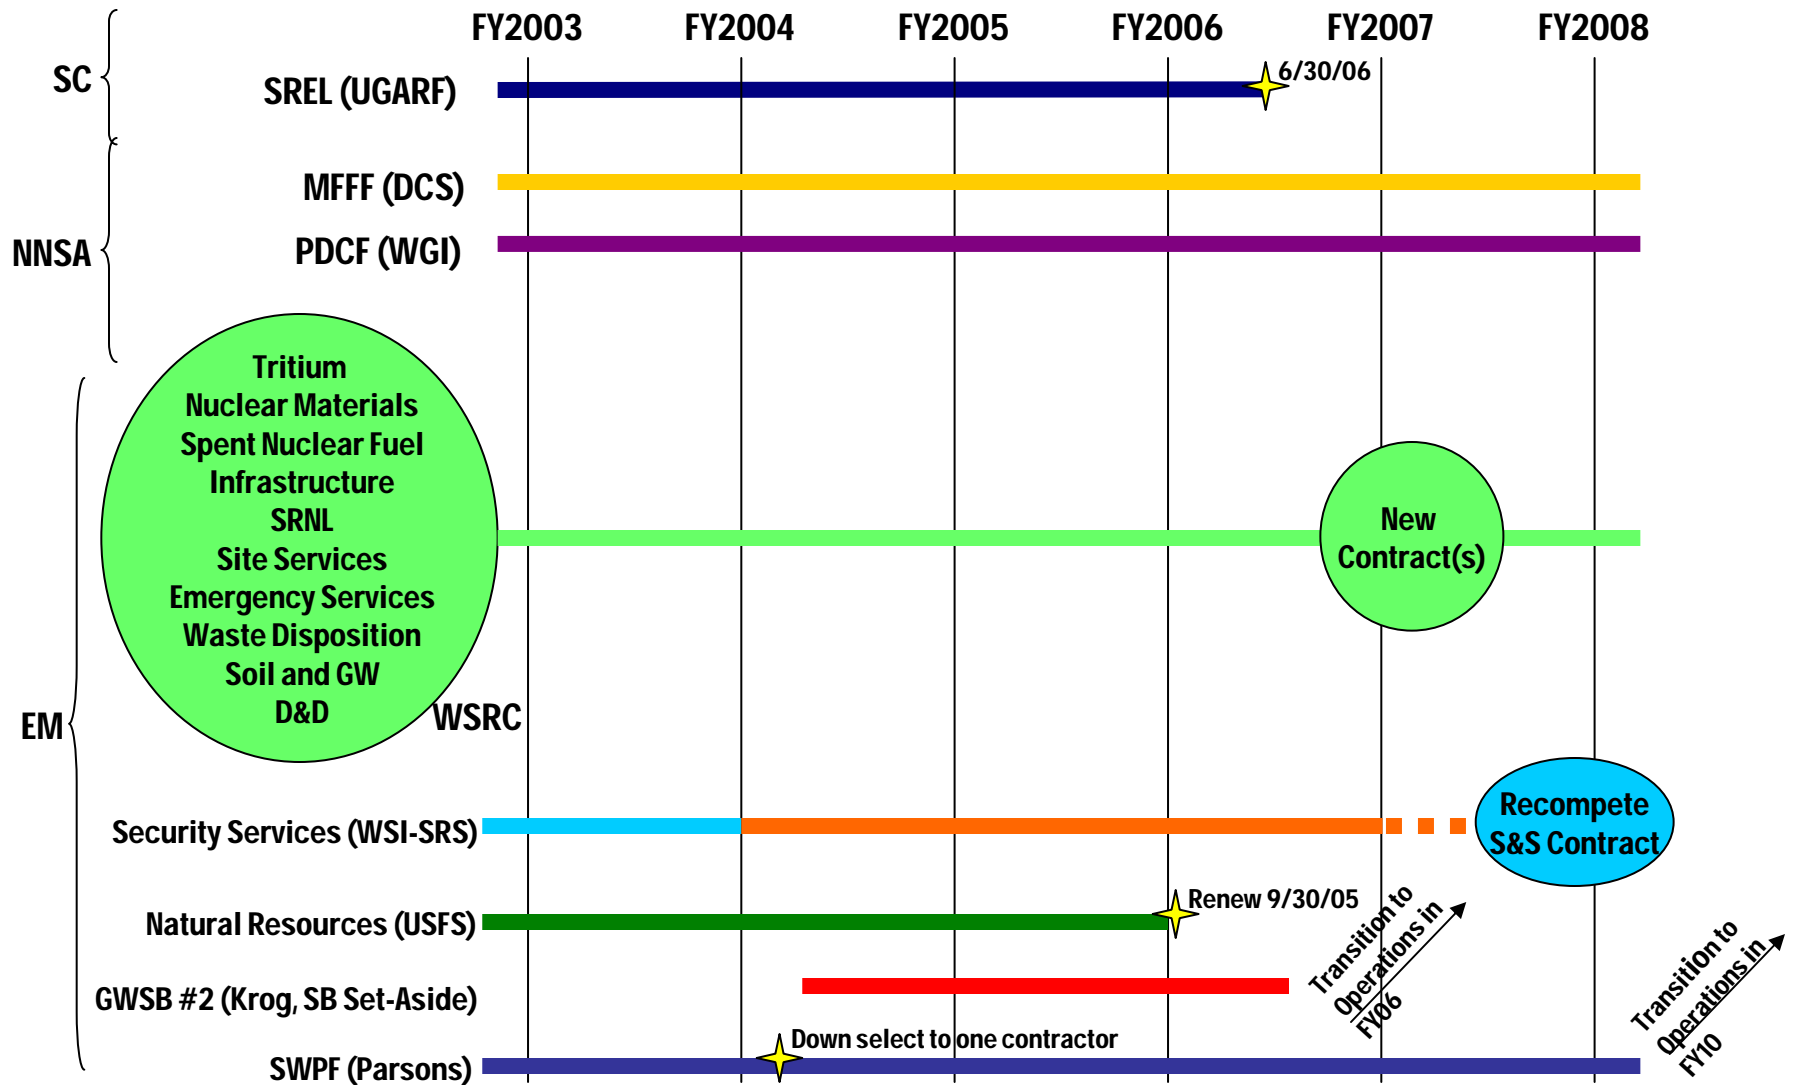 FY2003 FY2004 FY2005 FY2006 FY2007 FY2008
SC
SREL (UGARF)
6/30/06
NNSA
MFFF (DCS)
PDCF (WGI)
EM
Tritium
Nuclear Materials
Spent Nuclear Fuel
Infrastructure
SRNL
Site Services
Emergency Services
Waste Disposition
Soil and GW
D&D
WSRC
New
Contract(s)
Security Services (WSI-SRS)
Recompete
S&S Contract
Natural Resources (USFS)
Renew 9/30/05
GWSB #2 (Krog, SB Set-Aside)
Transition to
Operations in
FY06
SWPF (Parsons)
Down select to one contractor
Transition to
Operations in
FY10